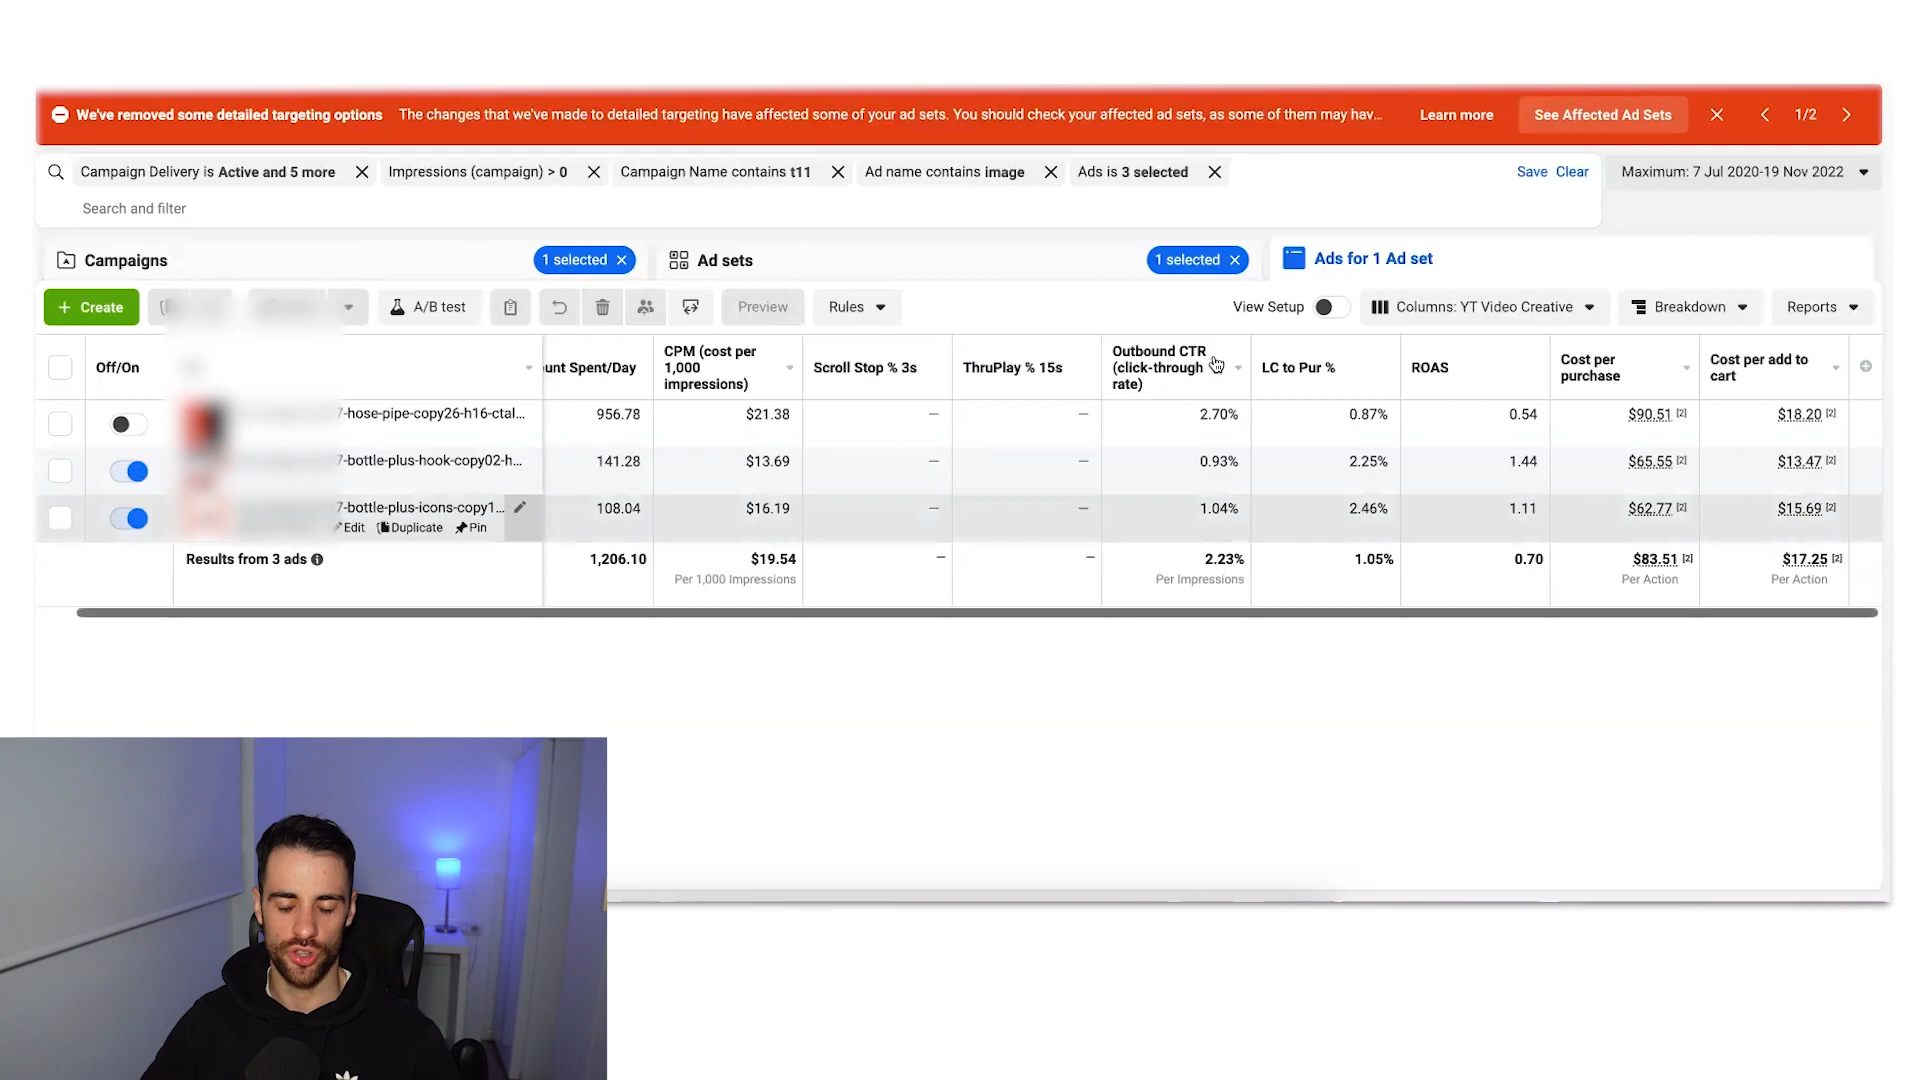 We've removed some detailed targeting options The changes that we've made to detailed targeting have affected some of your ad sets. You should check your affected ad sets, as some of them may hav... Learn more See Affected Ad Sets 1/2
Campaign Delivery is Active and 5 more Impressions (campaign) > 0 Campaign Name contains t11 Ad name contains image Ads is 3 selected Save Clear Maximum: 7 Jul 2020-19 Nov 2022
Search and filter
Campaigns 1 selected Ad sets 1 selected Ads for 1 Ad set
+ Create A/B test Preview Rules View Setup Columns: YT Video Creative Breakdown Reports
Off/On unt Spent/Day CPM (cost per 1,000 impressions) Scroll Stop % 3s ThruPlay % 15s Outbound CTR (click-through rate) LC to Pur % ROAS Cost per purchase Cost per add to cart
7-hose-pipe-copy26-h16-ctal... 956.78 $21.38 — — 2.70% 0.87% 0.54 $90.51 [2] $18.20 [2]
7-bottle-plus-hook-copy02-h... 141.28 $13.69 — — 0.93% 2.25% 1.44 $65.55 [2] $13.47 [2]
7-bottle-plus-icons-copy1... 108.04 $16.19 — — 1.04% 2.46% 1.11 $62.77 [2] $15.69 [2]
Edit Duplicate Pin
Results from 3 ads 1,206.10 $19.54 — — 2.23% 1.05% 0.70 $83.51 [2] $17.25 [2]
Per 1,000 Impressions Per Impressions Per Action Per Action